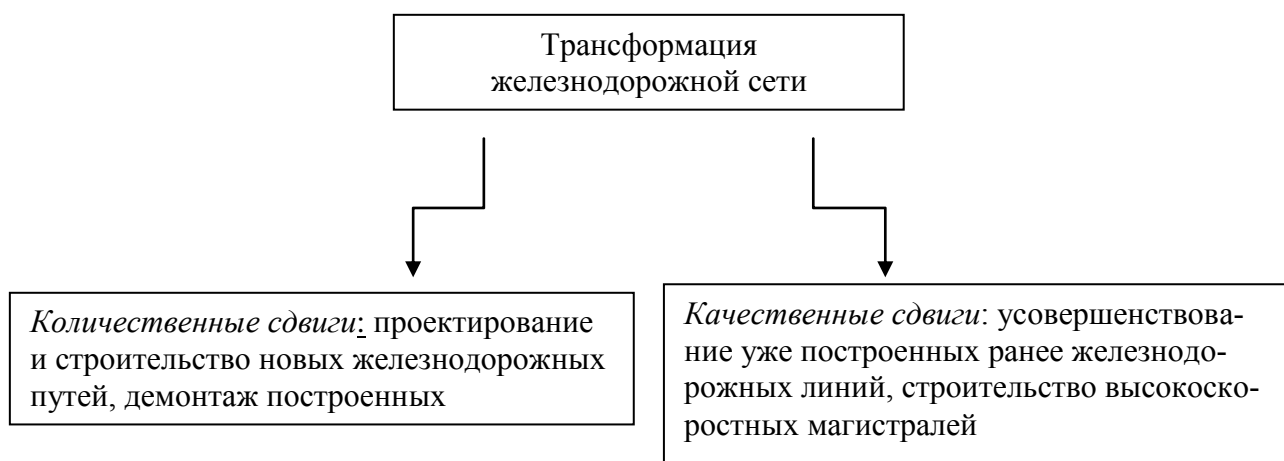 Трансформация
железнодорожной сети
Количественные сдвиги: проектирование
и строительство новых железнодорожных
путей, демонтаж построенных
Качественные сдвиги: усовершенствова-
ние уже построенных ранее железнодо-
рожных линий, строительство высокоско-
ростных магистралей